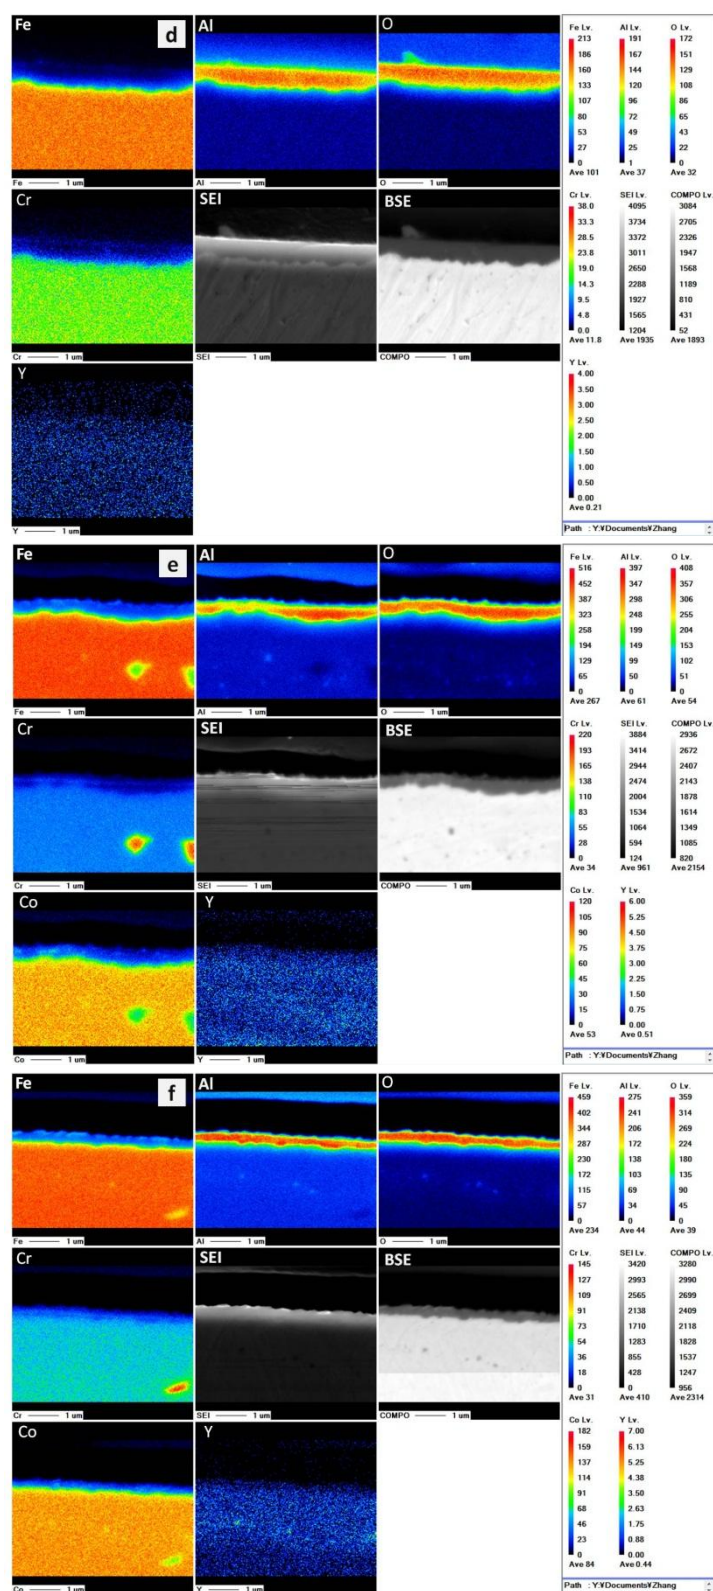 Fe
d
Al
O
Fe 1 um
Al 1 um
O 1 um
Fe Lv. Al Lv. O Lv.
213 191 172
186 167 151
160 144 129
133 120 108
107 96 86
80 72 65
53 49 43
27 25 22
0 1 0
Ave 101 Ave 37 Ave 32
Cr
SEI
BSE
Cr 1 um
SEI 1 um
COMPO 1 um
Cr Lv. SEI Lv. COMPO Lv.
38.0 4095 3084
33.3 3734 2705
28.5 3372 2326
23.8 3011 1947
19.0 2650 1568
14.3 2288 1189
9.5 1927 810
4.8 1565 431
0.0 1204 52
Ave 11.8 Ave 1935 Ave 1893
Y
Y 1 um
Y Lv.
4.00
3.50
3.00
2.50
2.00
1.50
1.00
0.50
0.00
Ave 0.21
Path : Y:¥Documents¥Zhang
Fe
e
Al
O
Fe 1 um
Al 1 um
O 1 um
Fe Lv. Al Lv. O Lv.
516 397 408
452 347 357
387 298 306
323 248 255
258 199 204
194 149 153
129 99 102
65 50 51
0 1 0
Ave 267 Ave 61 Ave 54
Cr
SEI
BSE
Cr 1 um
SEI 1 um
COMPO 1 um
Cr Lv. SEI Lv. COMPO Lv.
220 3884 2936
193 3414 2672
165 2944 2407
138 2474 2143
110 2004 1878
83 1534 1614
55 1064 1349
28 594 1085
0 124 820
Ave 34 Ave 961 Ave 2154
Co
Y
Co 1 um
Y 1 um
Co Lv. Y Lv.
120 6.00
105 5.25
90 4.50
75 3.75
60 3.00
45 2.25
30 1.50
15 0.75
0 0.00
Ave 53 Ave 0.51
Path : Y:¥Documents¥Zhang
Fe
f
Al
O
Fe 1 um
Al 1 um
O 1 um
Fe Lv. Al Lv. O Lv.
459 275 359
402 241 314
344 206 269
287 172 224
230 138 180
172 103 135
115 69 90
57 34 45
0 0 0
Ave 234 Ave 44 Ave 39
Cr
SEI
BSE
Cr 1 um
SEI 1 um
COMPO 1 um
Cr Lv. SEI Lv. COMPO Lv.
145 3420 3280
127 2993 2990
109 2565 2699
91 2138 2409
73 1710 2118
54 1283 1828
36 855 1537
18 428 1247
0 0 956
Ave 31 Ave 410 Ave 2314
Co
Y
Co 1 um
Y 1 um
Co Lv. Y Lv.
182 7.00
159 6.13
137 5.25
114 4.38
91 3.50
68 2.63
46 1.75
23 0.88
0 0.00
Ave 84 Ave 0.44
Path : Y:¥Documents¥Zhang